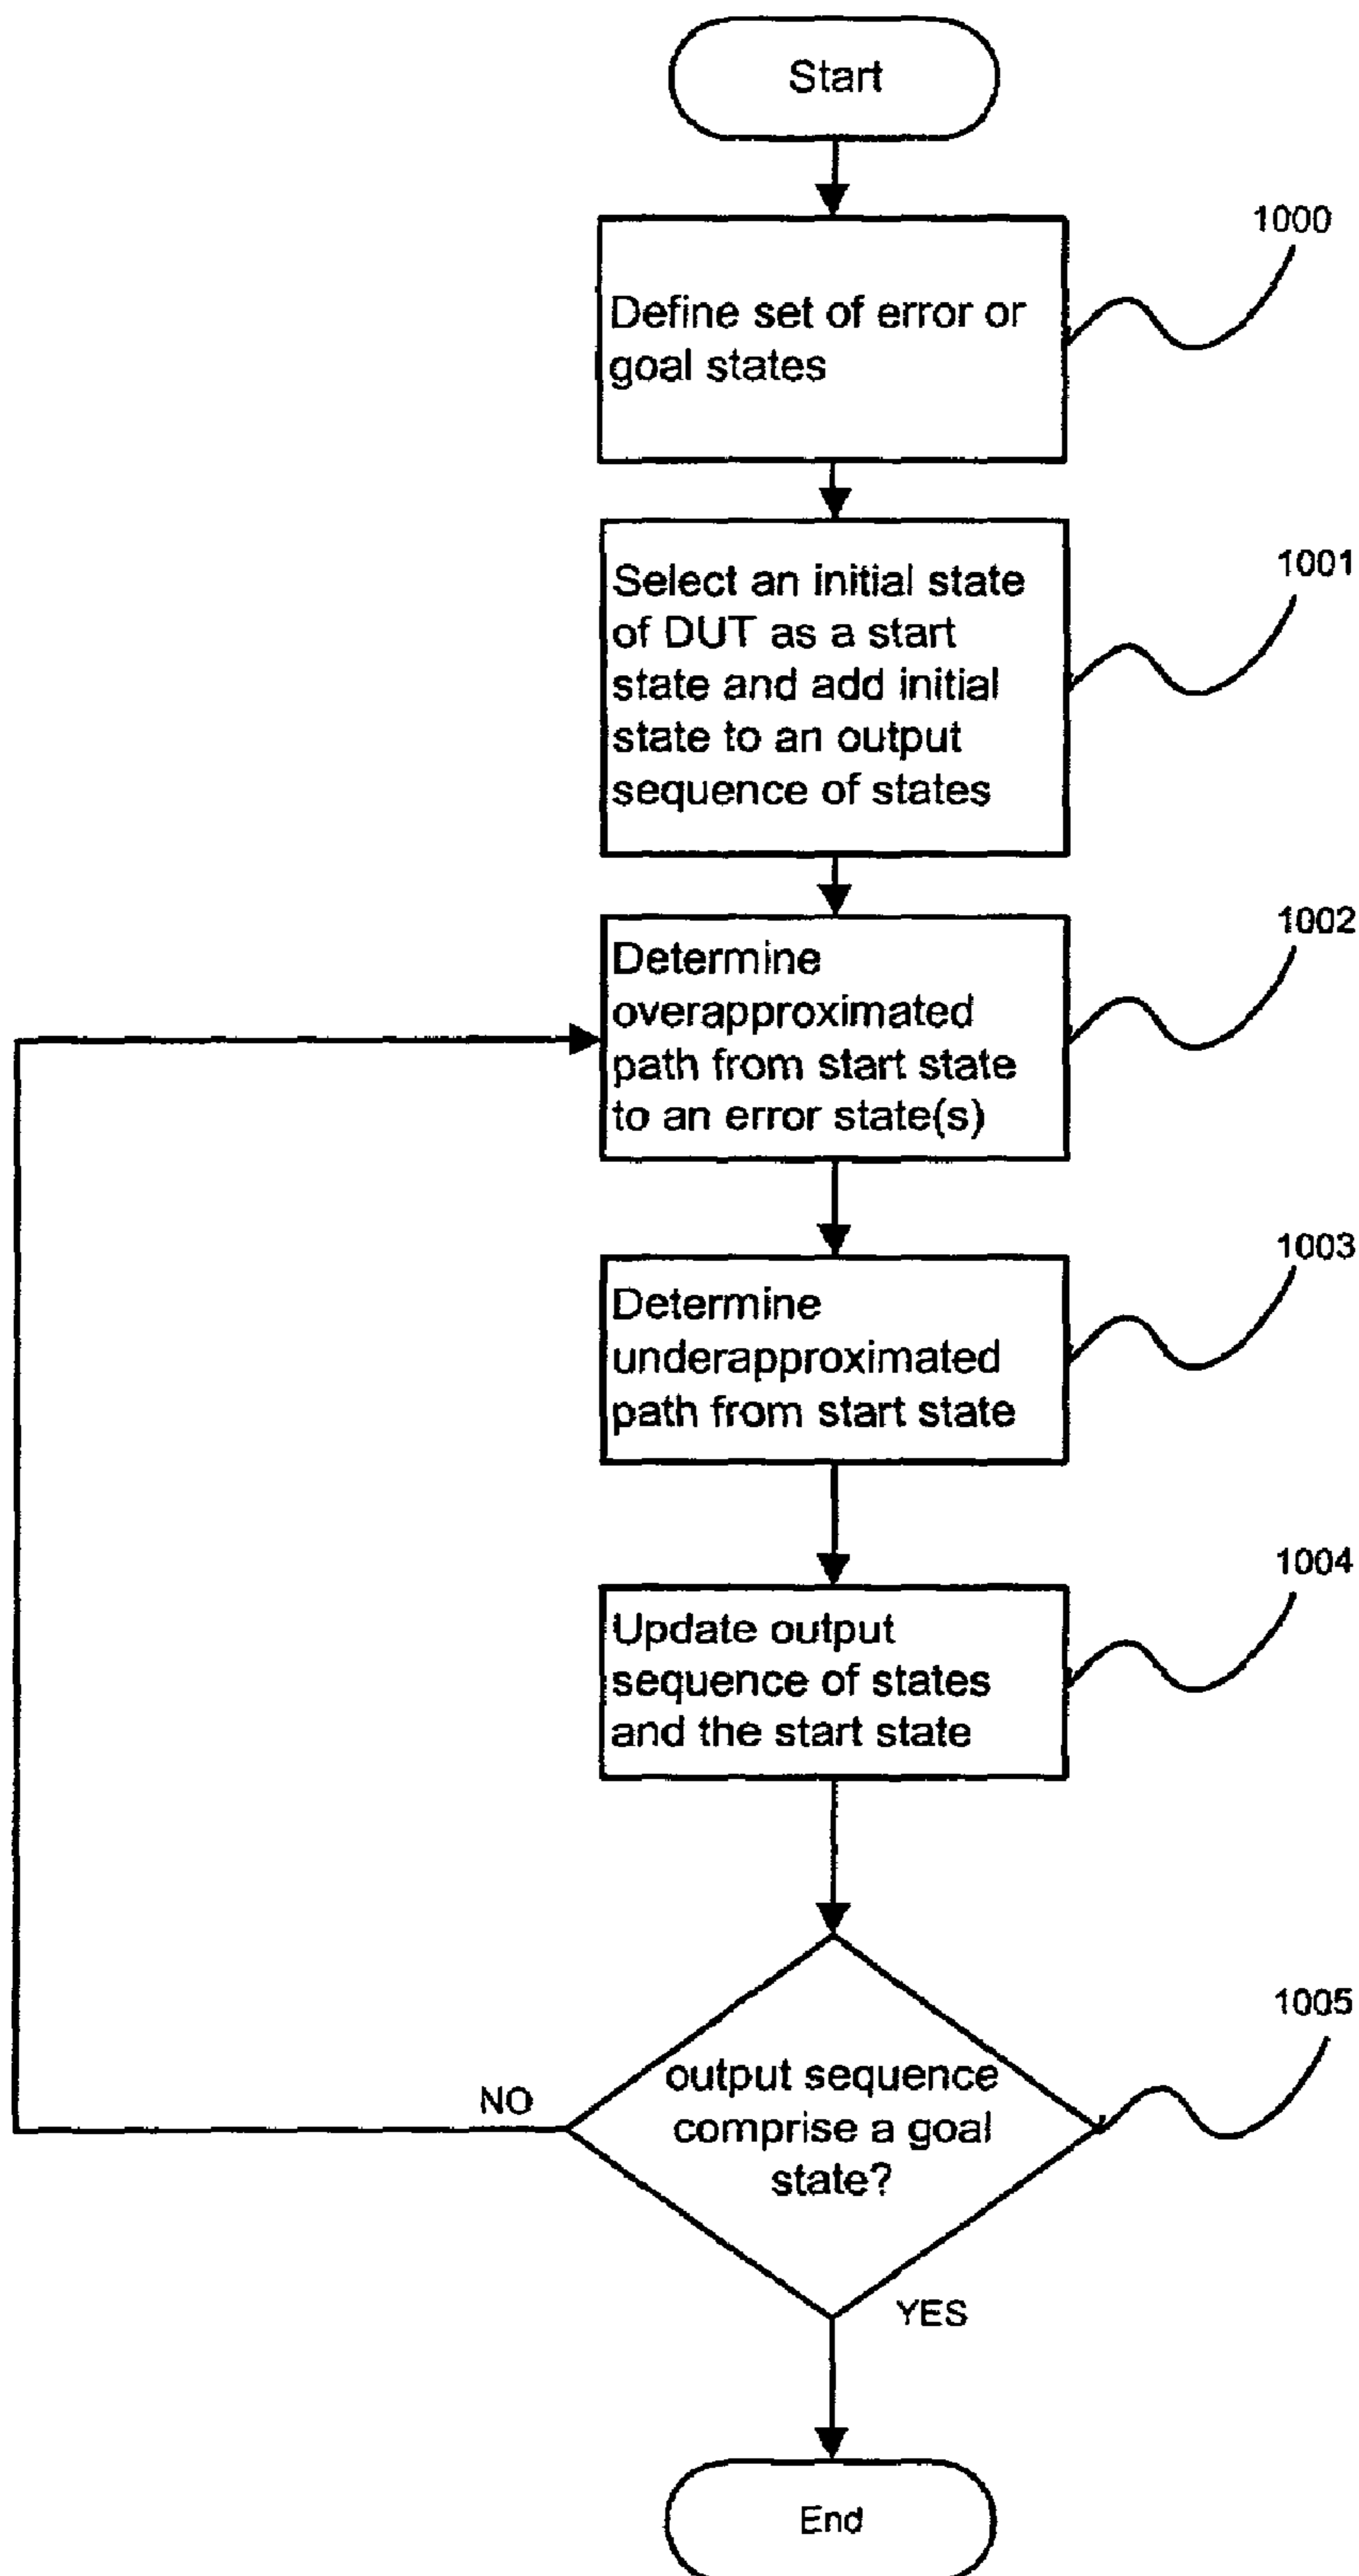 Start
1000
Define set of error or
goal states
1001
Select an initial state
of DUT as a start
state and add initial
state to an output
sequence of states
1002
Determine
overapproximated
path from start state
to an error state(s)
1003
Determine
underapproximated
path from start state
1004
Update output
sequence of states
and the start state
1005
output sequence
comprise a goal
state?
NO
YES
End